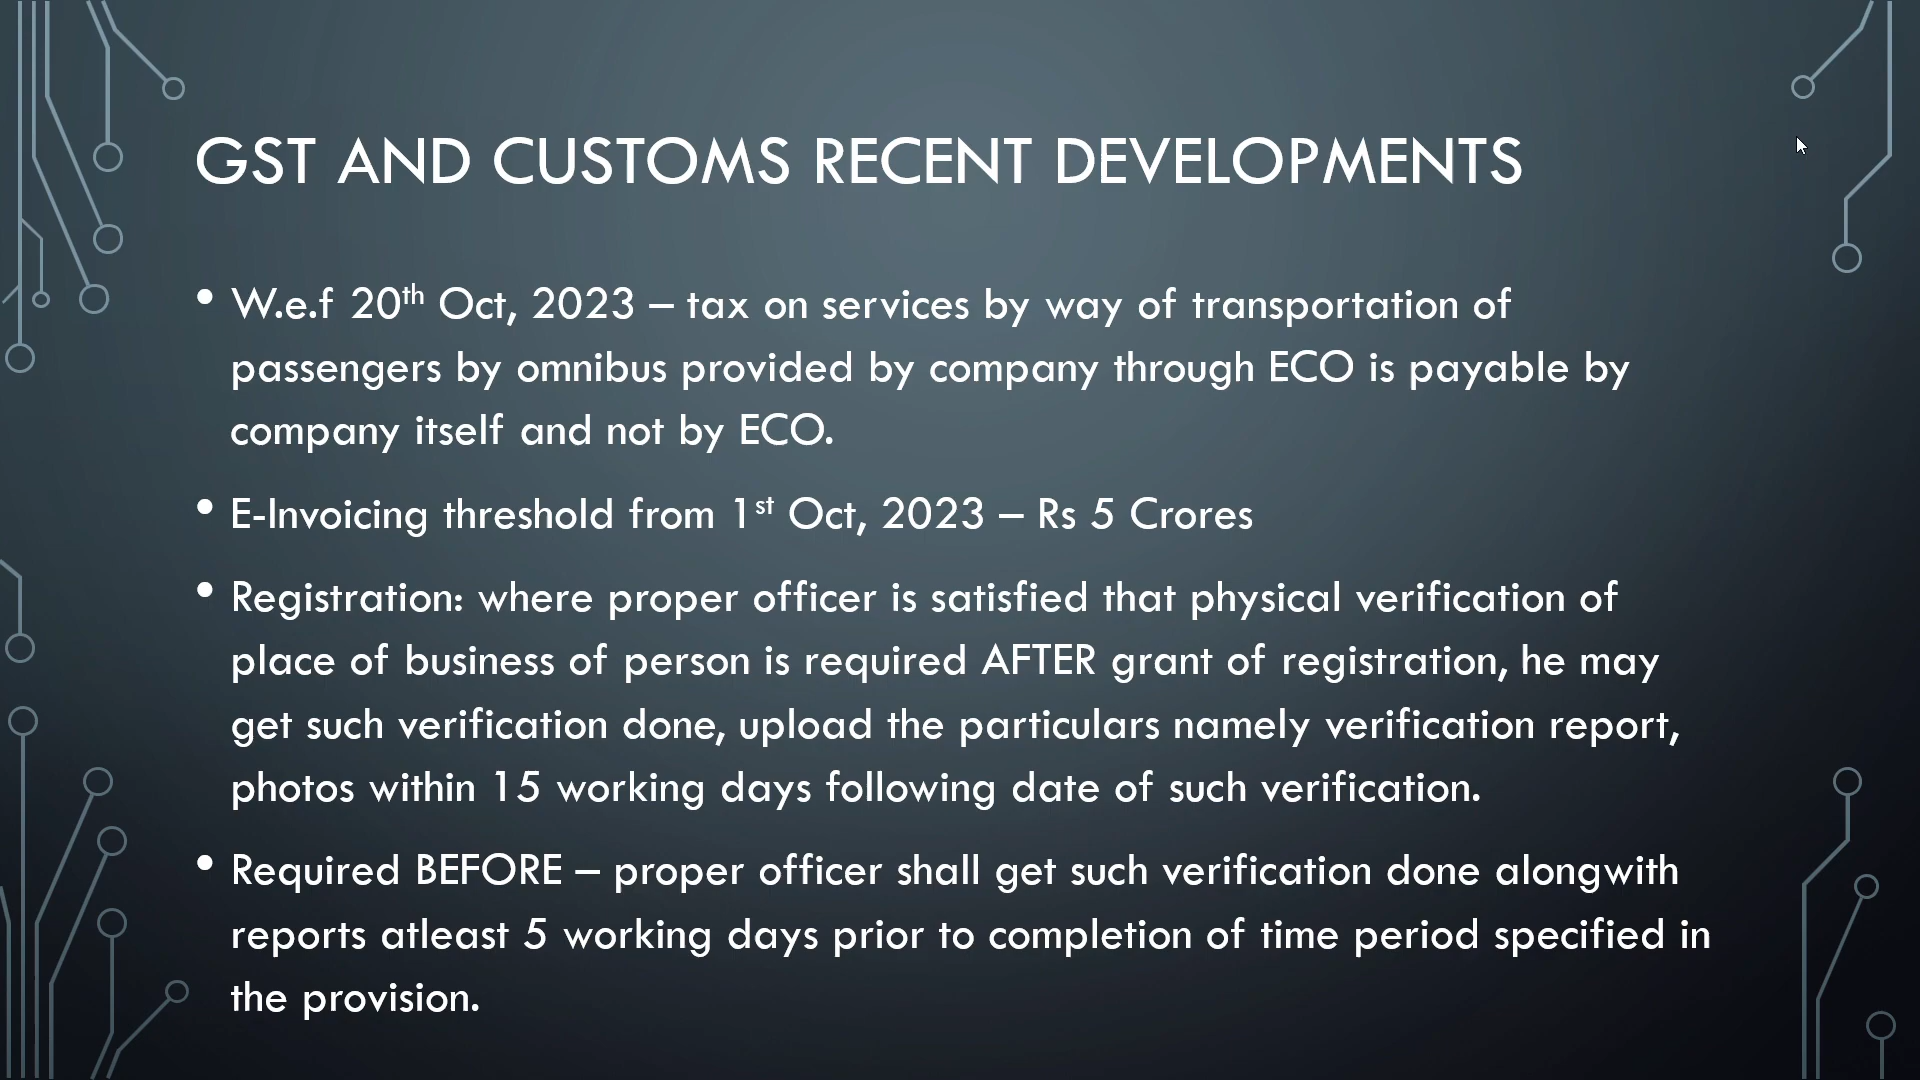 GST AND CUSTOMS RECENT DEVELOPMENTS
• W.e.f 20th Oct, 2023 – tax on services by way of transportation of
passengers by omnibus provided by company through ECO is payable by
company itself and not by ECO.
• E-Invoicing threshold from 1st Oct, 2023 – Rs 5 Crores
• Registration: where proper officer is satisfied that physical verification of
place of business of person is required AFTER grant of registration, he may
get such verification done, upload the particulars namely verification report,
photos within 15 working days following date of such verification.
• Required BEFORE – proper officer shall get such verification done alongwith
reports atleast 5 working days prior to completion of time period specified in
the provision.